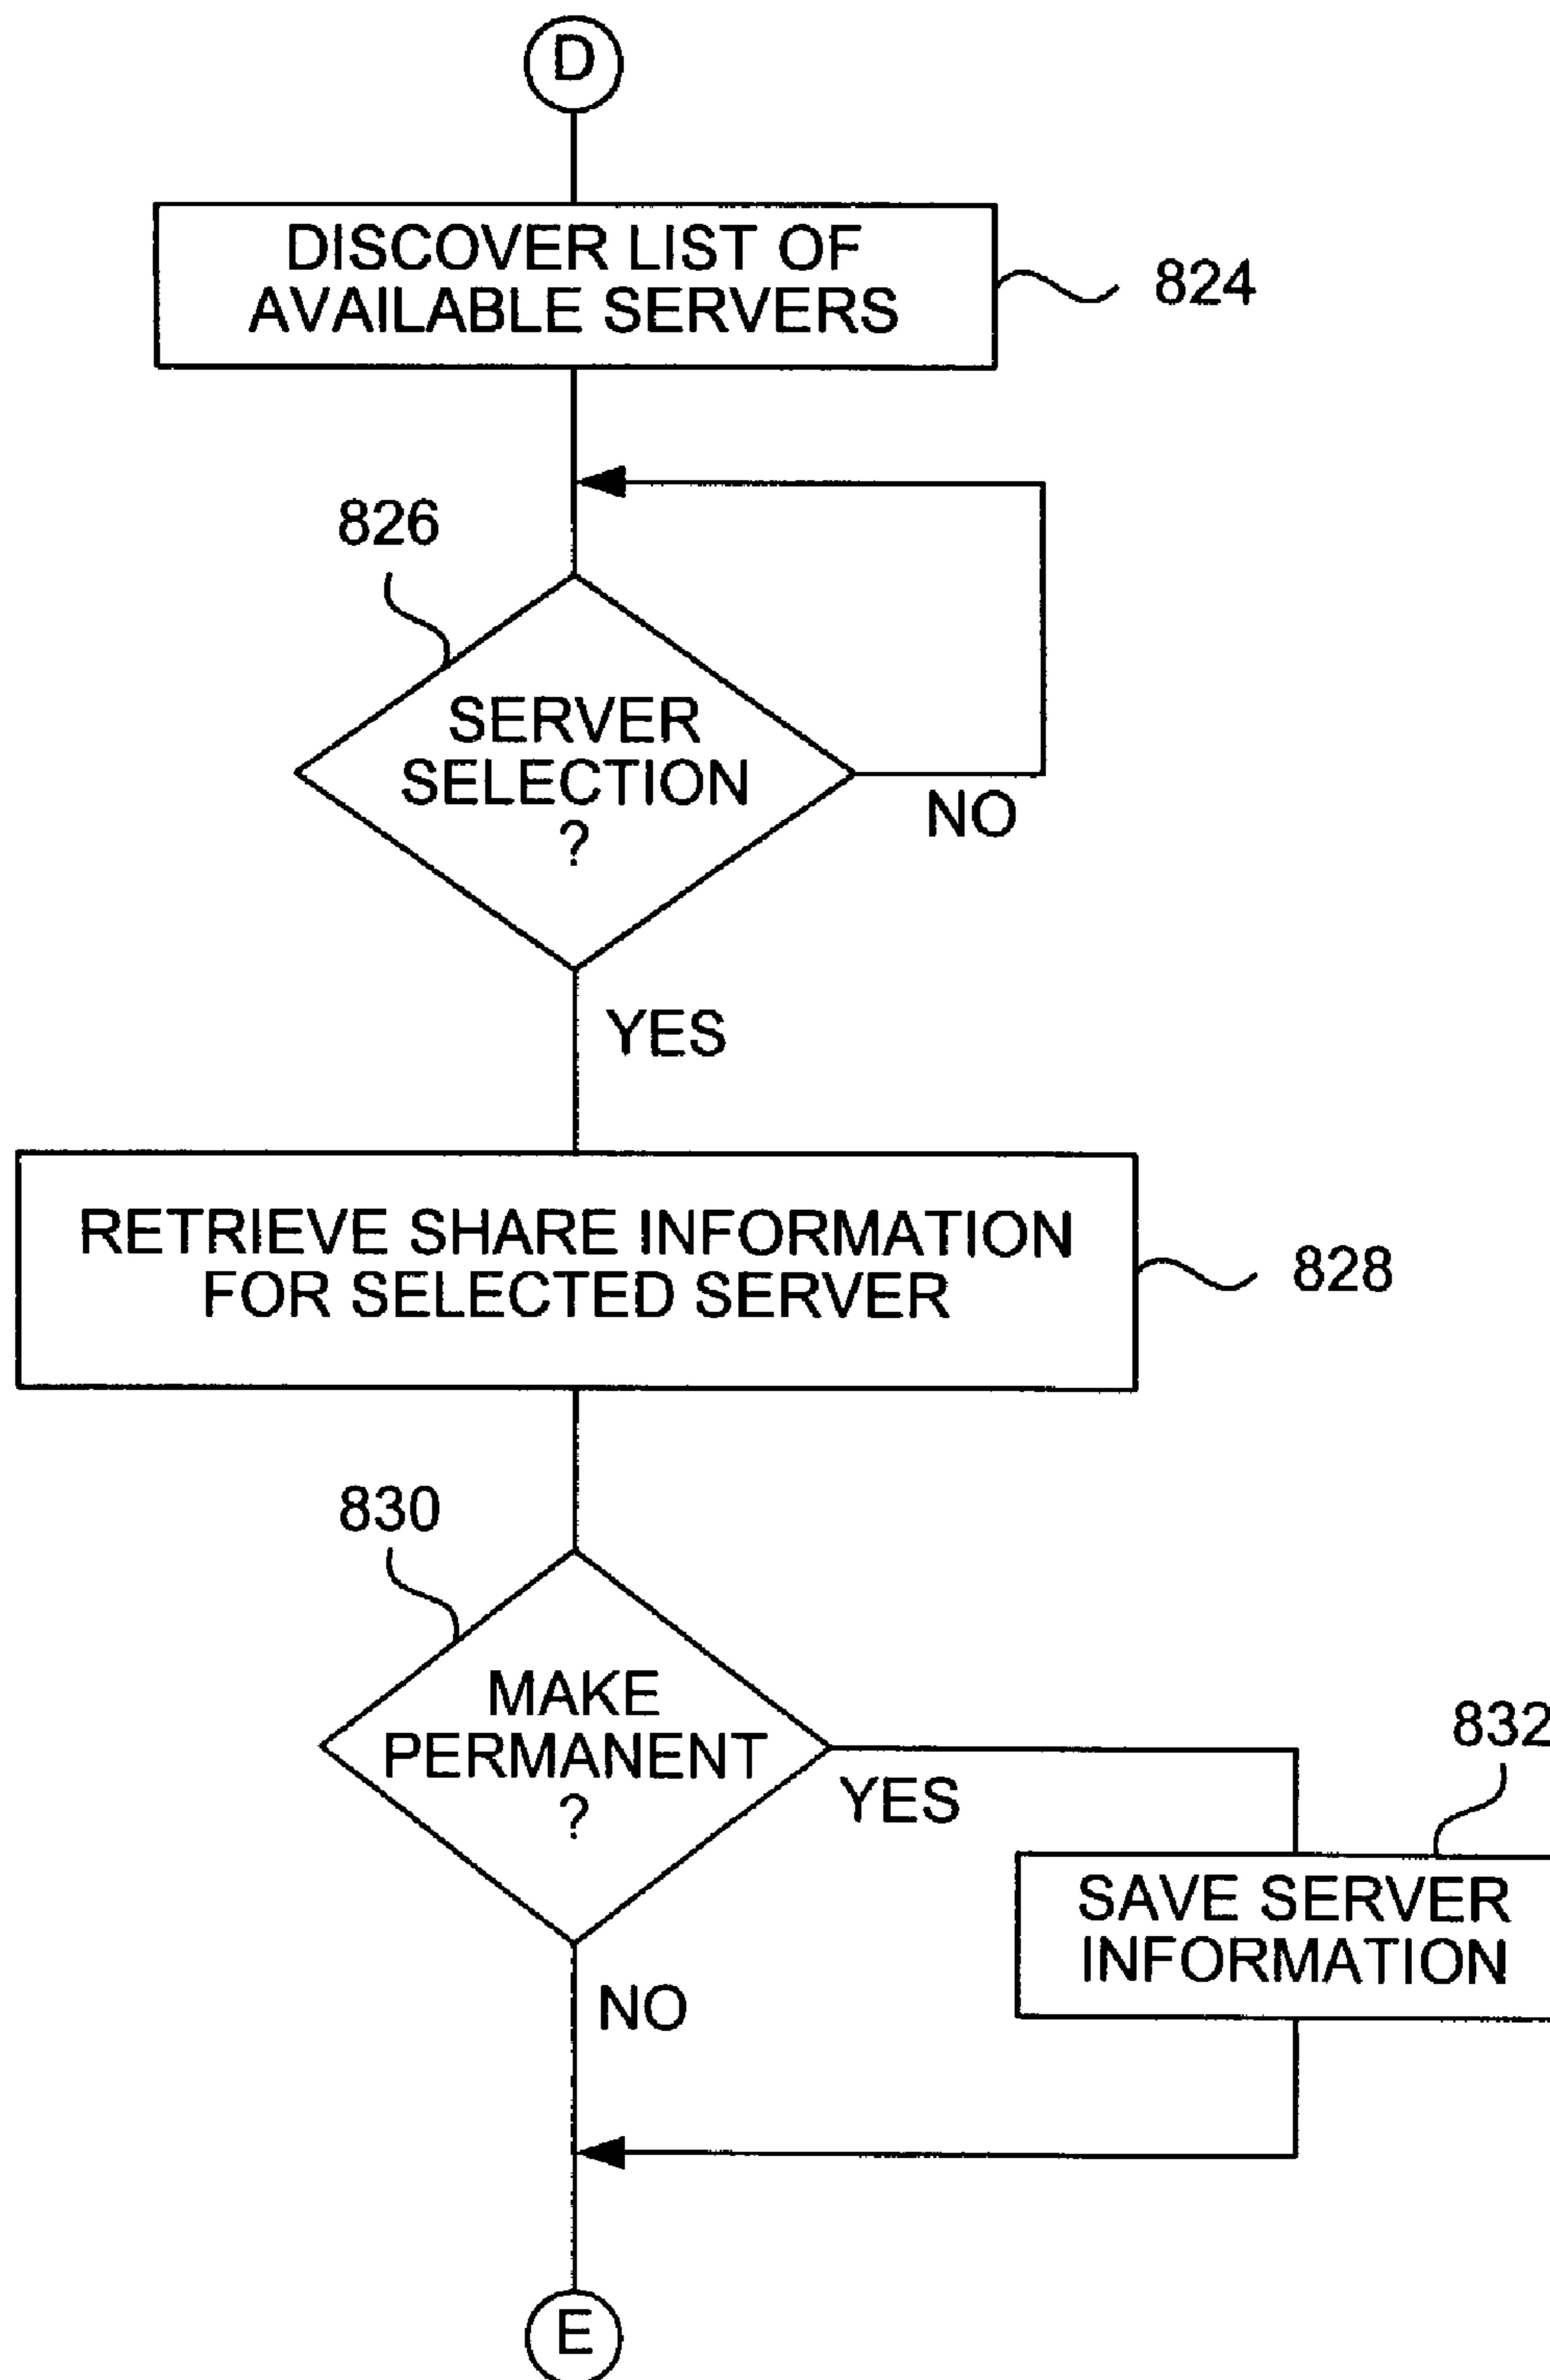 D
DISCOVER LIST OF
AVAILABLE SERVERS
824
826
SERVER
SELECTION
?
NO
YES
RETRIEVE SHARE INFORMATION
FOR SELECTED SERVER
828
830
MAKE
PERMANENT
?
YES
832
SAVE SERVER
INFORMATION
NO
E